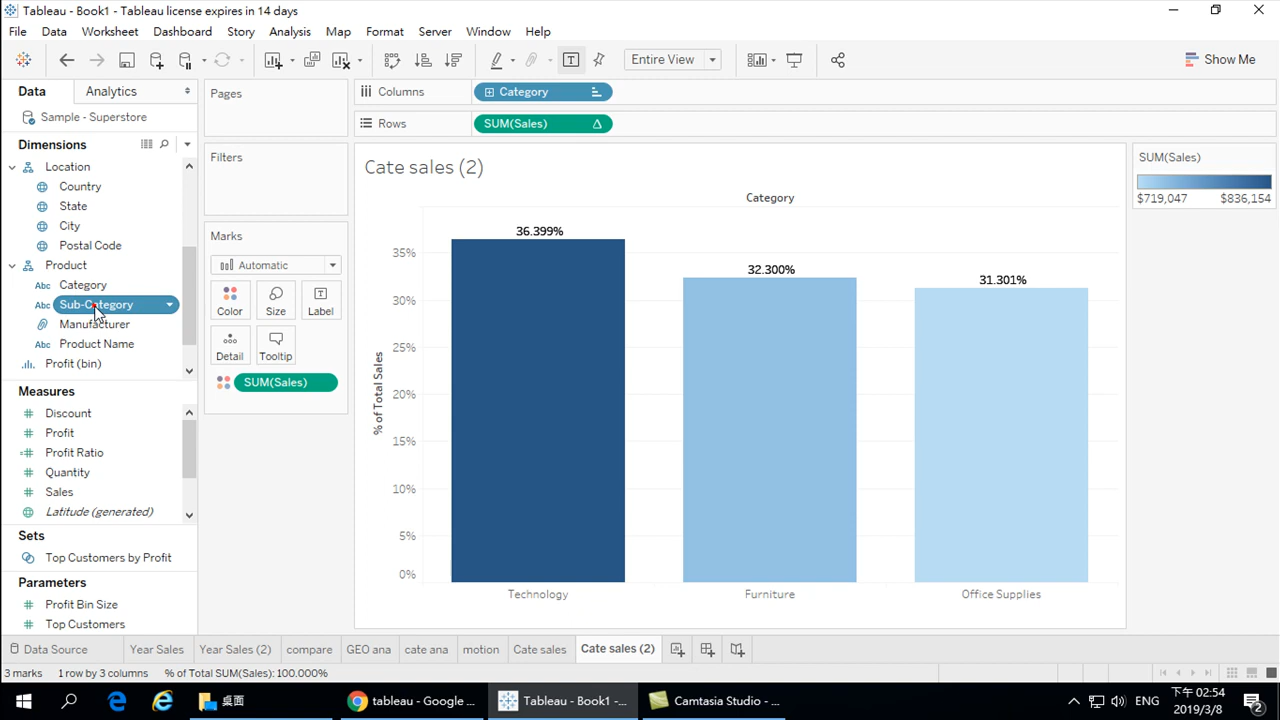 Tableau - Book1 - Tableau license expires in 14 days
File Data Worksheet Dashboard Story Analysis Map Format Server Window Help
Entire View
Show Me
Data Analytics
Sample - Superstore
Dimensions
Location
Country
State
City
Postal Code
Product
Abc Category
Abc Sub-Category
Manufacturer
Abc Product Name
Profit (bin)
Measures
Discount
Profit
Profit Ratio
Quantity
Sales
Latitude (generated)
Sets
Top Customers by Profit
Parameters
Profit Bin Size
Top Customers
Pages
Filters
Marks
Automatic
Color Size Label
Detail Tooltip
SUM(Sales)
Columns Category
Rows SUM(Sales)
Cate sales (2)
Category
36.399%
32.300%
31.301%
% of Total Sales
35%
30%
25%
20%
15%
10%
5%
0%
Technology Furniture Office Supplies
SUM(Sales)
$719,047 $836,154
Data Source Year Sales Year Sales (2) compare GEO ana cate ana motion Cate sales Cate sales (2)
3 marks 1 row by 3 columns % of Total SUM(Sales): 100.000%
桌面 tableau - Google ... Tableau - Book1 -... Camtasia Studio - ...
ENG
下午 02:54
2019/3/8
2